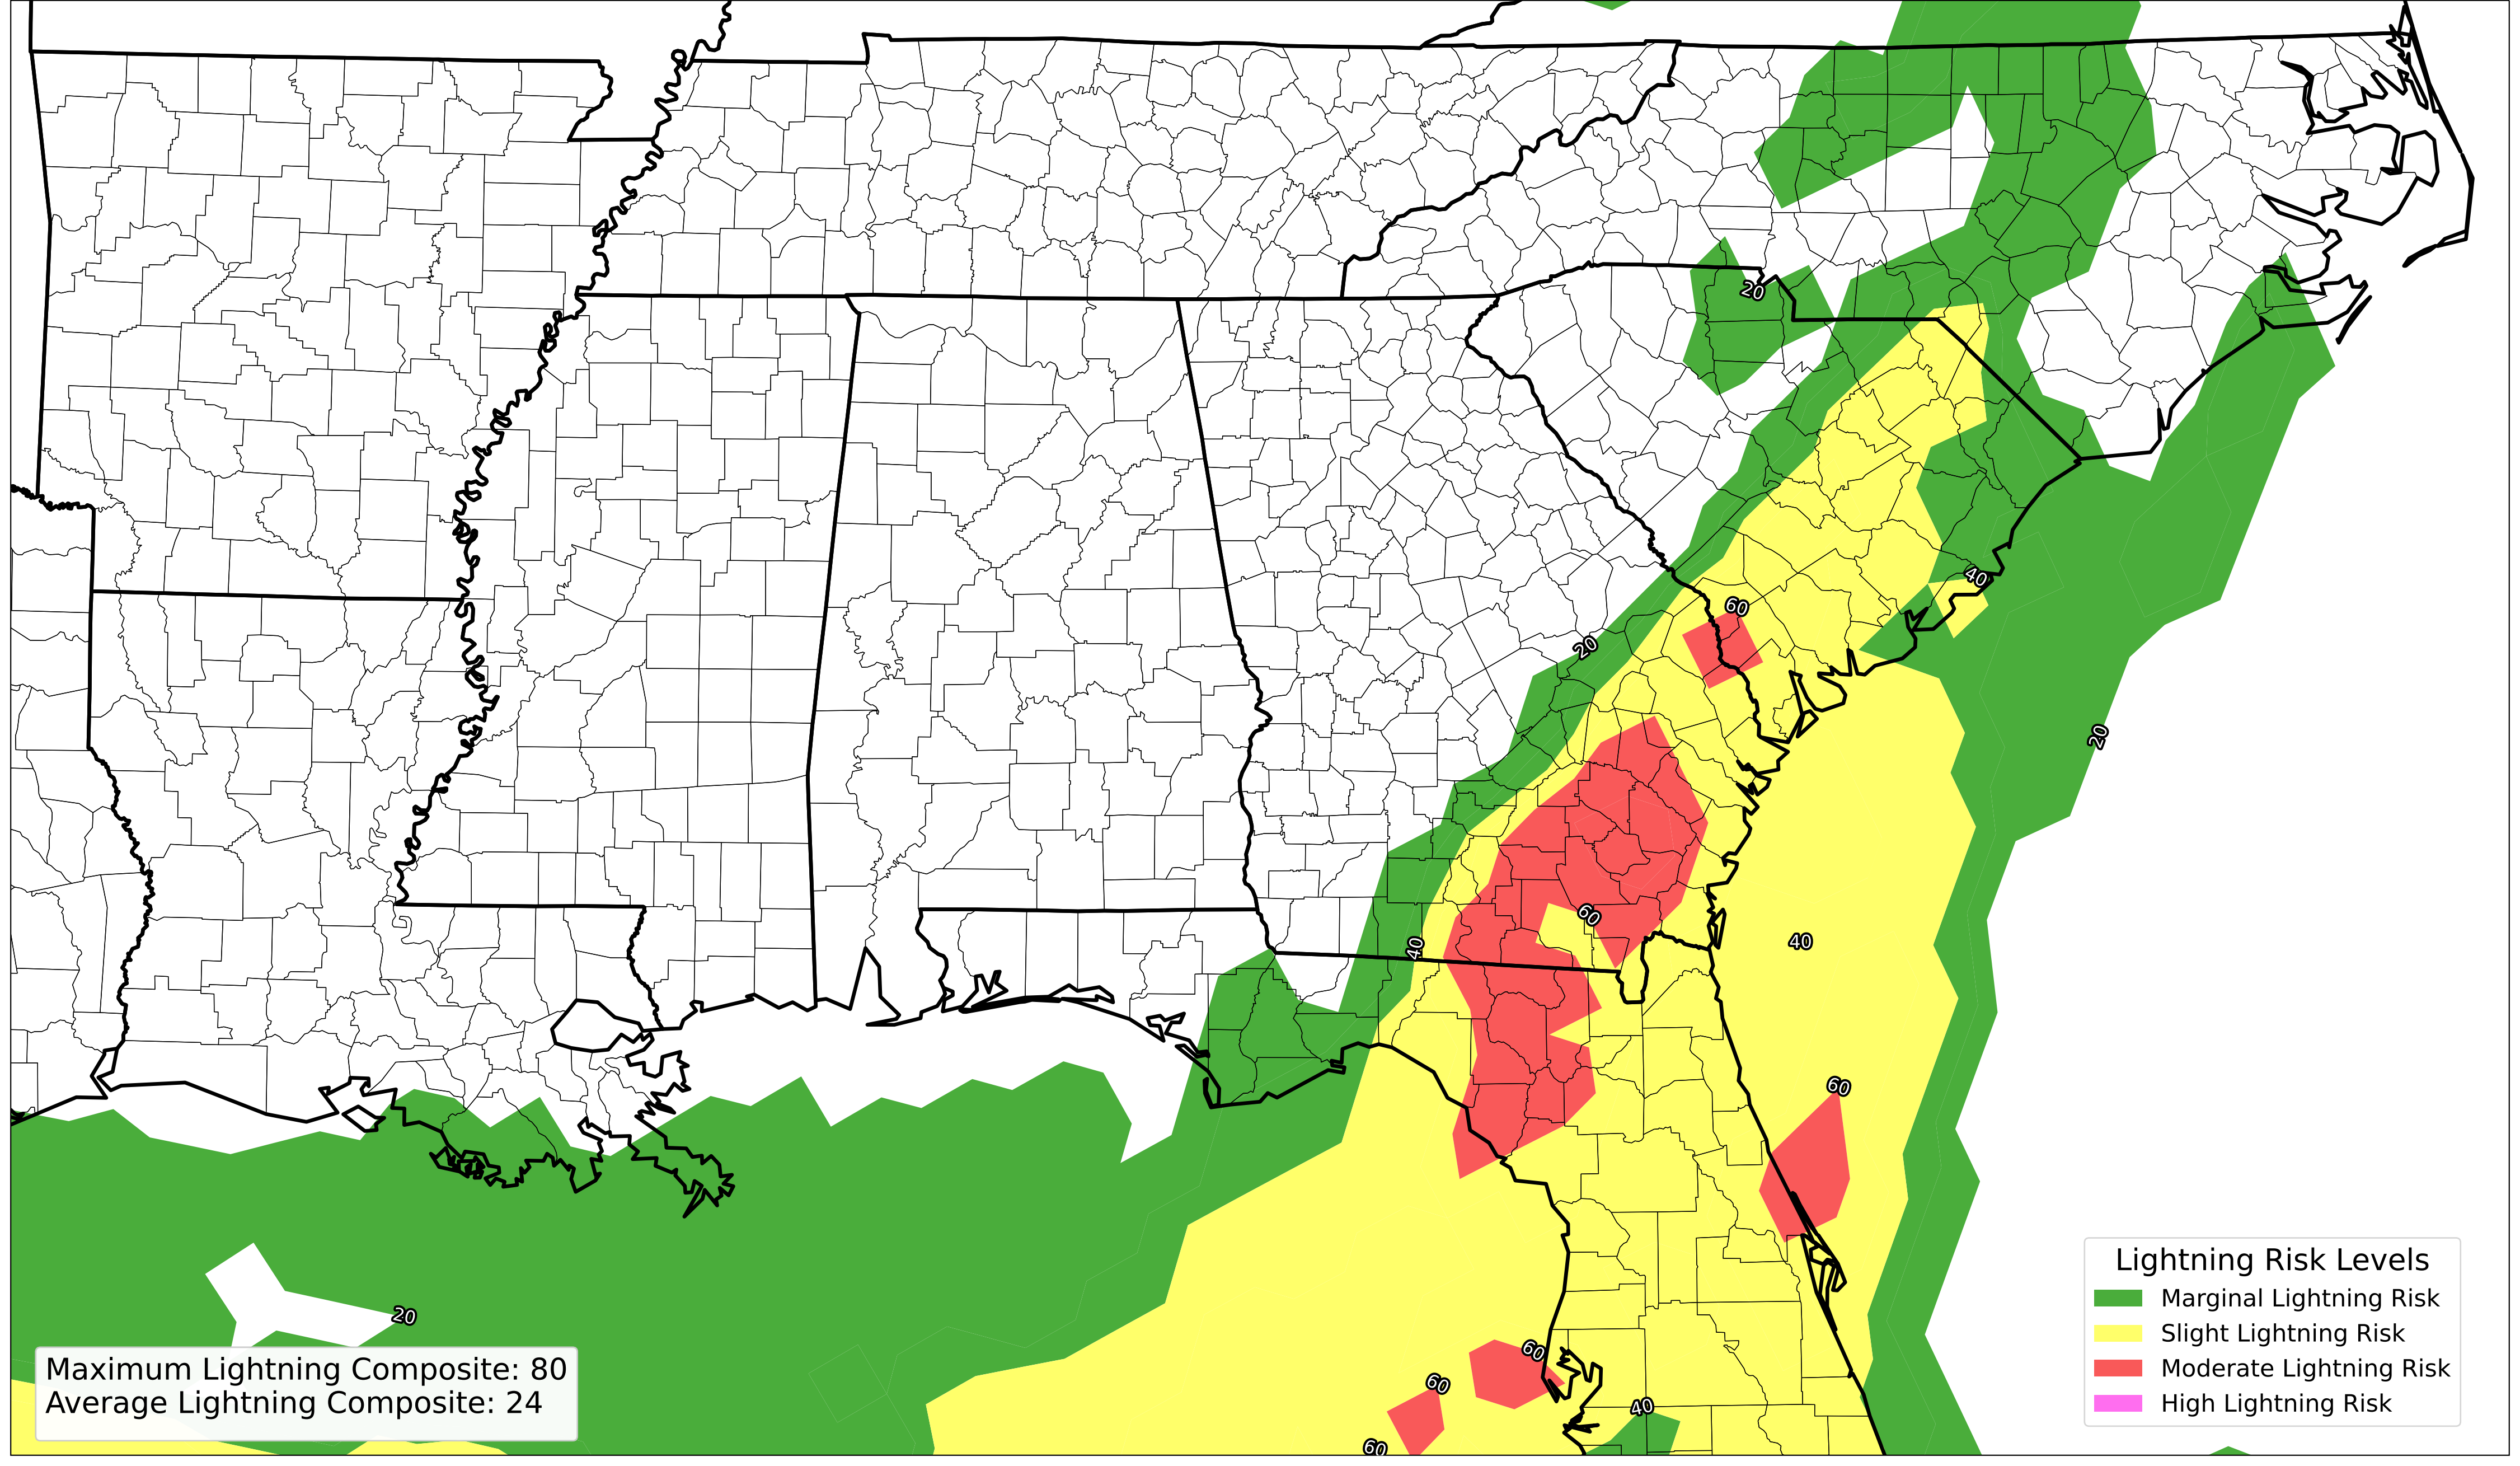 20
40
60
20
20
60
40
40
60
20
60
60
40
60
Maximum Lightning Composite: 80
Average Lightning Composite: 24
Lightning Risk Levels
Marginal Lightning Risk
Slight Lightning Risk
Moderate Lightning Risk
High Lightning Risk